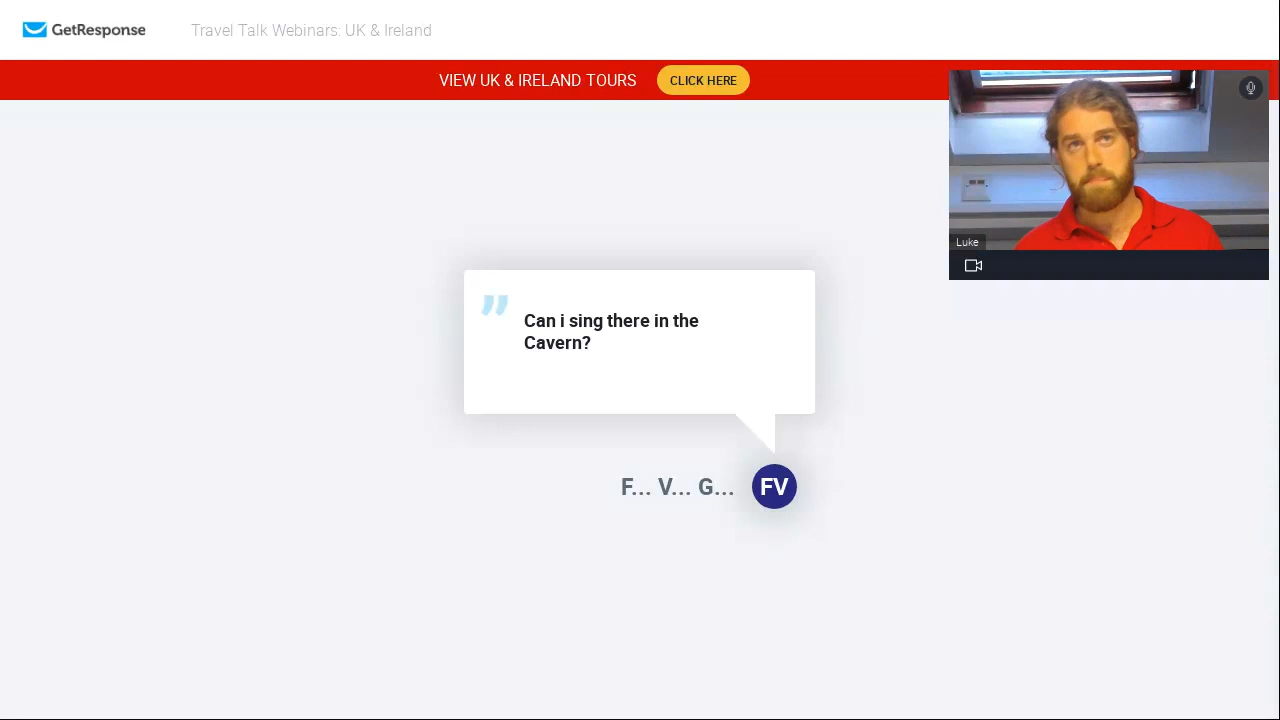 GetResponse
Travel Talk Webinars: UK & Ireland
VIEW UK & IRELAND TOURS
CLICK HERE
Luke
Can i sing there in the
Cavern?
F... V... G...
FV